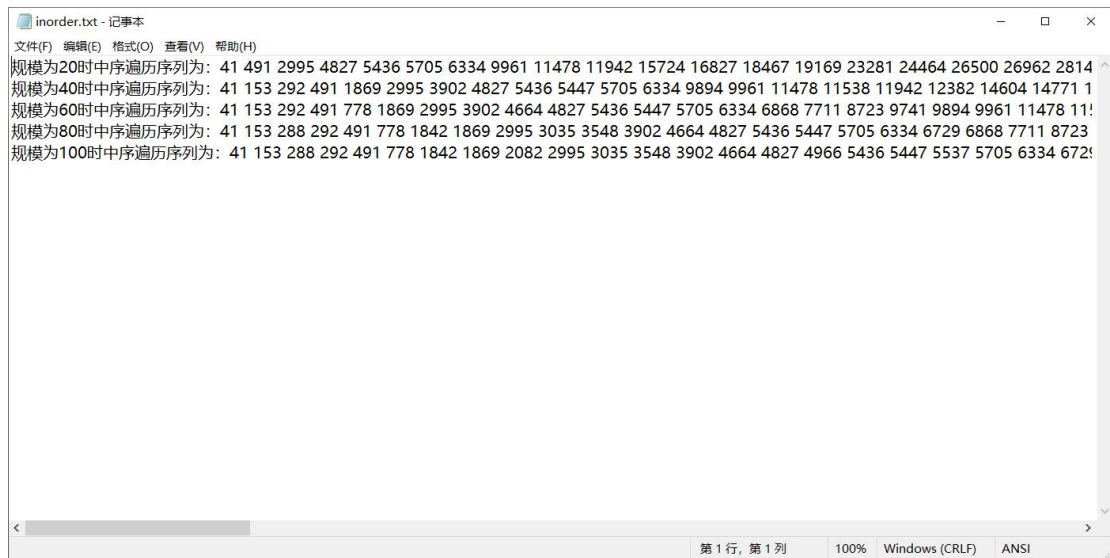 inorder.txt - 记事本
文件(F) 编辑(E) 格式(O) 查看(V) 帮助(H)
规模为20时中序遍历序列为：41 491 2995 4827 5436 5705 6334 9961 11478 11942 15724 16827 18467 19169 23281 24464 26500 26962 2814
规模为40时中序遍历序列为：41 153 292 491 1869 2995 3902 4827 5436 5447 5705 6334 9894 9961 11478 11538 11942 12382 14604 14771 1
规模为60时中序遍历序列为：41 153 292 491 778 1869 2995 3902 4664 4827 5436 5447 5705 6334 6868 7711 8723 9741 9894 9961 11478
规模为80时中序遍历序列为：41 153 288 292 491 778 1842 1869 2995 3035 3548 3902 4664 4827 5436 5447 5705 6334 6729 6868 7711 8723
规模为100时中序遍历序列为：41 153 288 292 491 778 1842 1869 2082 2995 3035 3548 3902 4664 4827 4966 5436 5447 5537 5705 6334
第 1 行，第 1 列 100% Windows (CRLF) ANSI